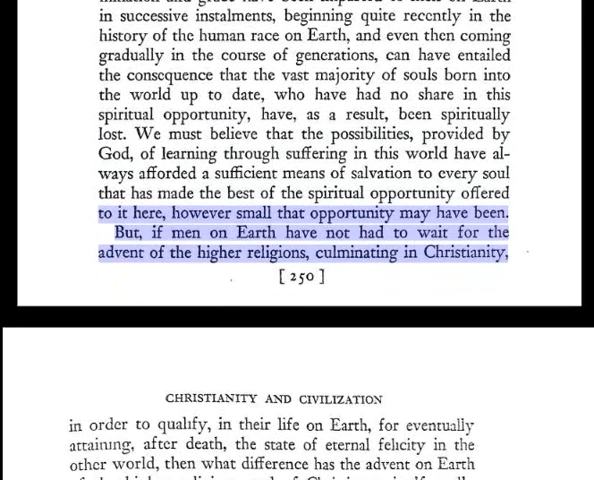 in successive instalments, beginning quite recently in the
history of the human race on Earth, and even then coming
gradually in the course of generations, can have entailed
the consequence that the vast majority of souls born into
the world up to date, who have had no share in this
spiritual opportunity, have, as a result, been spiritually
lost. We must believe that the possibilities, provided by
God, of learning through suffering in this world have al-
ways afforded a sufficient means of salvation to every soul
that has made the best of the spiritual opportunity offered
to it here, however small that opportunity may have been.
But, if men on Earth have not had to wait for the
advent of the higher religions, culminating in Christianity,
[ 250 ]
CHRISTIANITY AND CIVILIZATION
in order to qualify, in their life on Earth, for eventually
attaining, after death, the state of eternal felicity in the
other world, then what difference has the advent on Earth